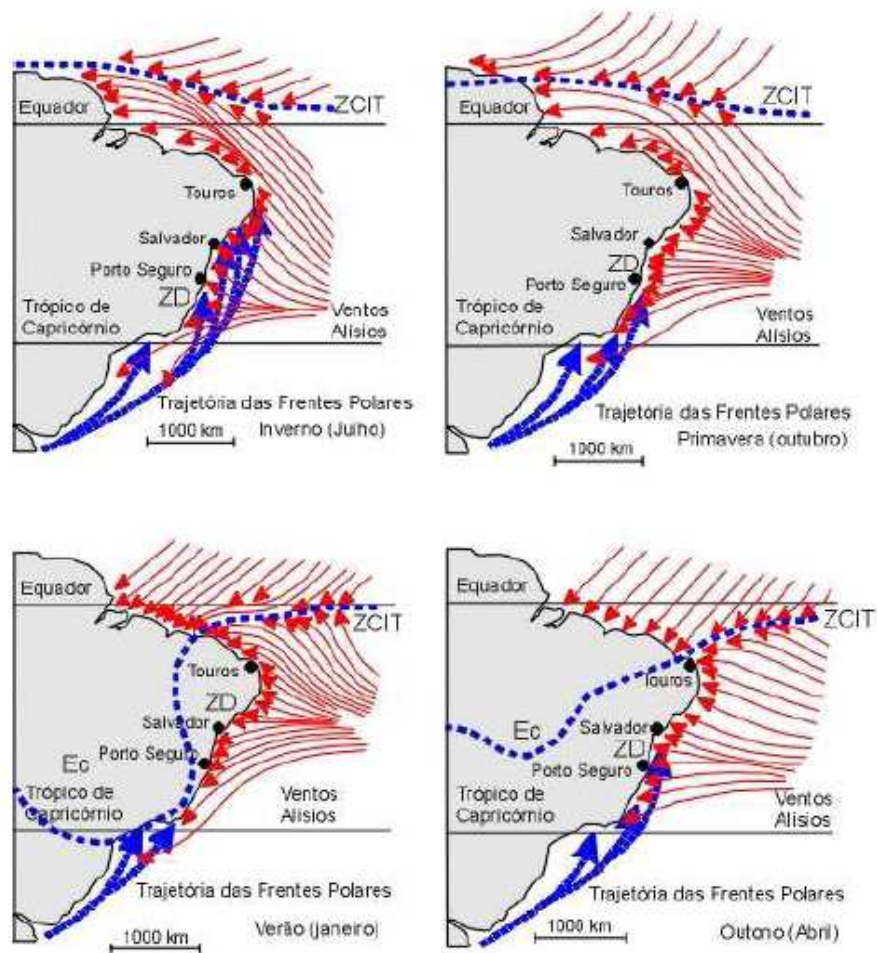 Equador
ZCIT
Touros
Salvador
Porto Seguro
ZD
Trópico de
Capricórnio
Ventos
Alísios
Trajetória das Frentes Polares
1000 km
Inverno (Julho)
Equador
ZCIT
Touros
Salvador
ZD
Porto Seguro
Trópico de
Capricórnio
Ventos
Alísios
Trajetória das Frentes Polares
1000 km
Primavera (outubro)
Equador
ZCIT
Touros
ZD
Salvador
Porto Seguro
Ec
Trópico de
Capricórnio
Ventos
Alísios
Trajetória das Frentes Polares
1000 km
Verão (janeiro)
Equador
ZCIT
Touros
Ec
Salvador
ZD
Porto Seguro
Trópico de
Capricórnio
Ventos
Alísios
Trajetória das Frentes Polares
1000 km
Outono (Abril)